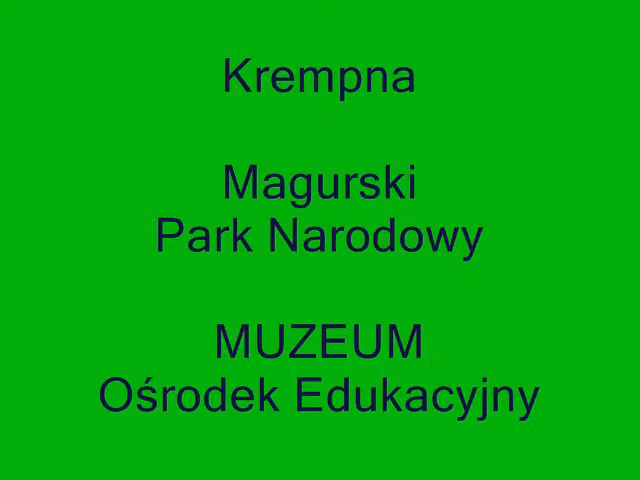 Krempna
Magurski
Park Narodowy
MUZEUM
Ośrodek Edukacyjny